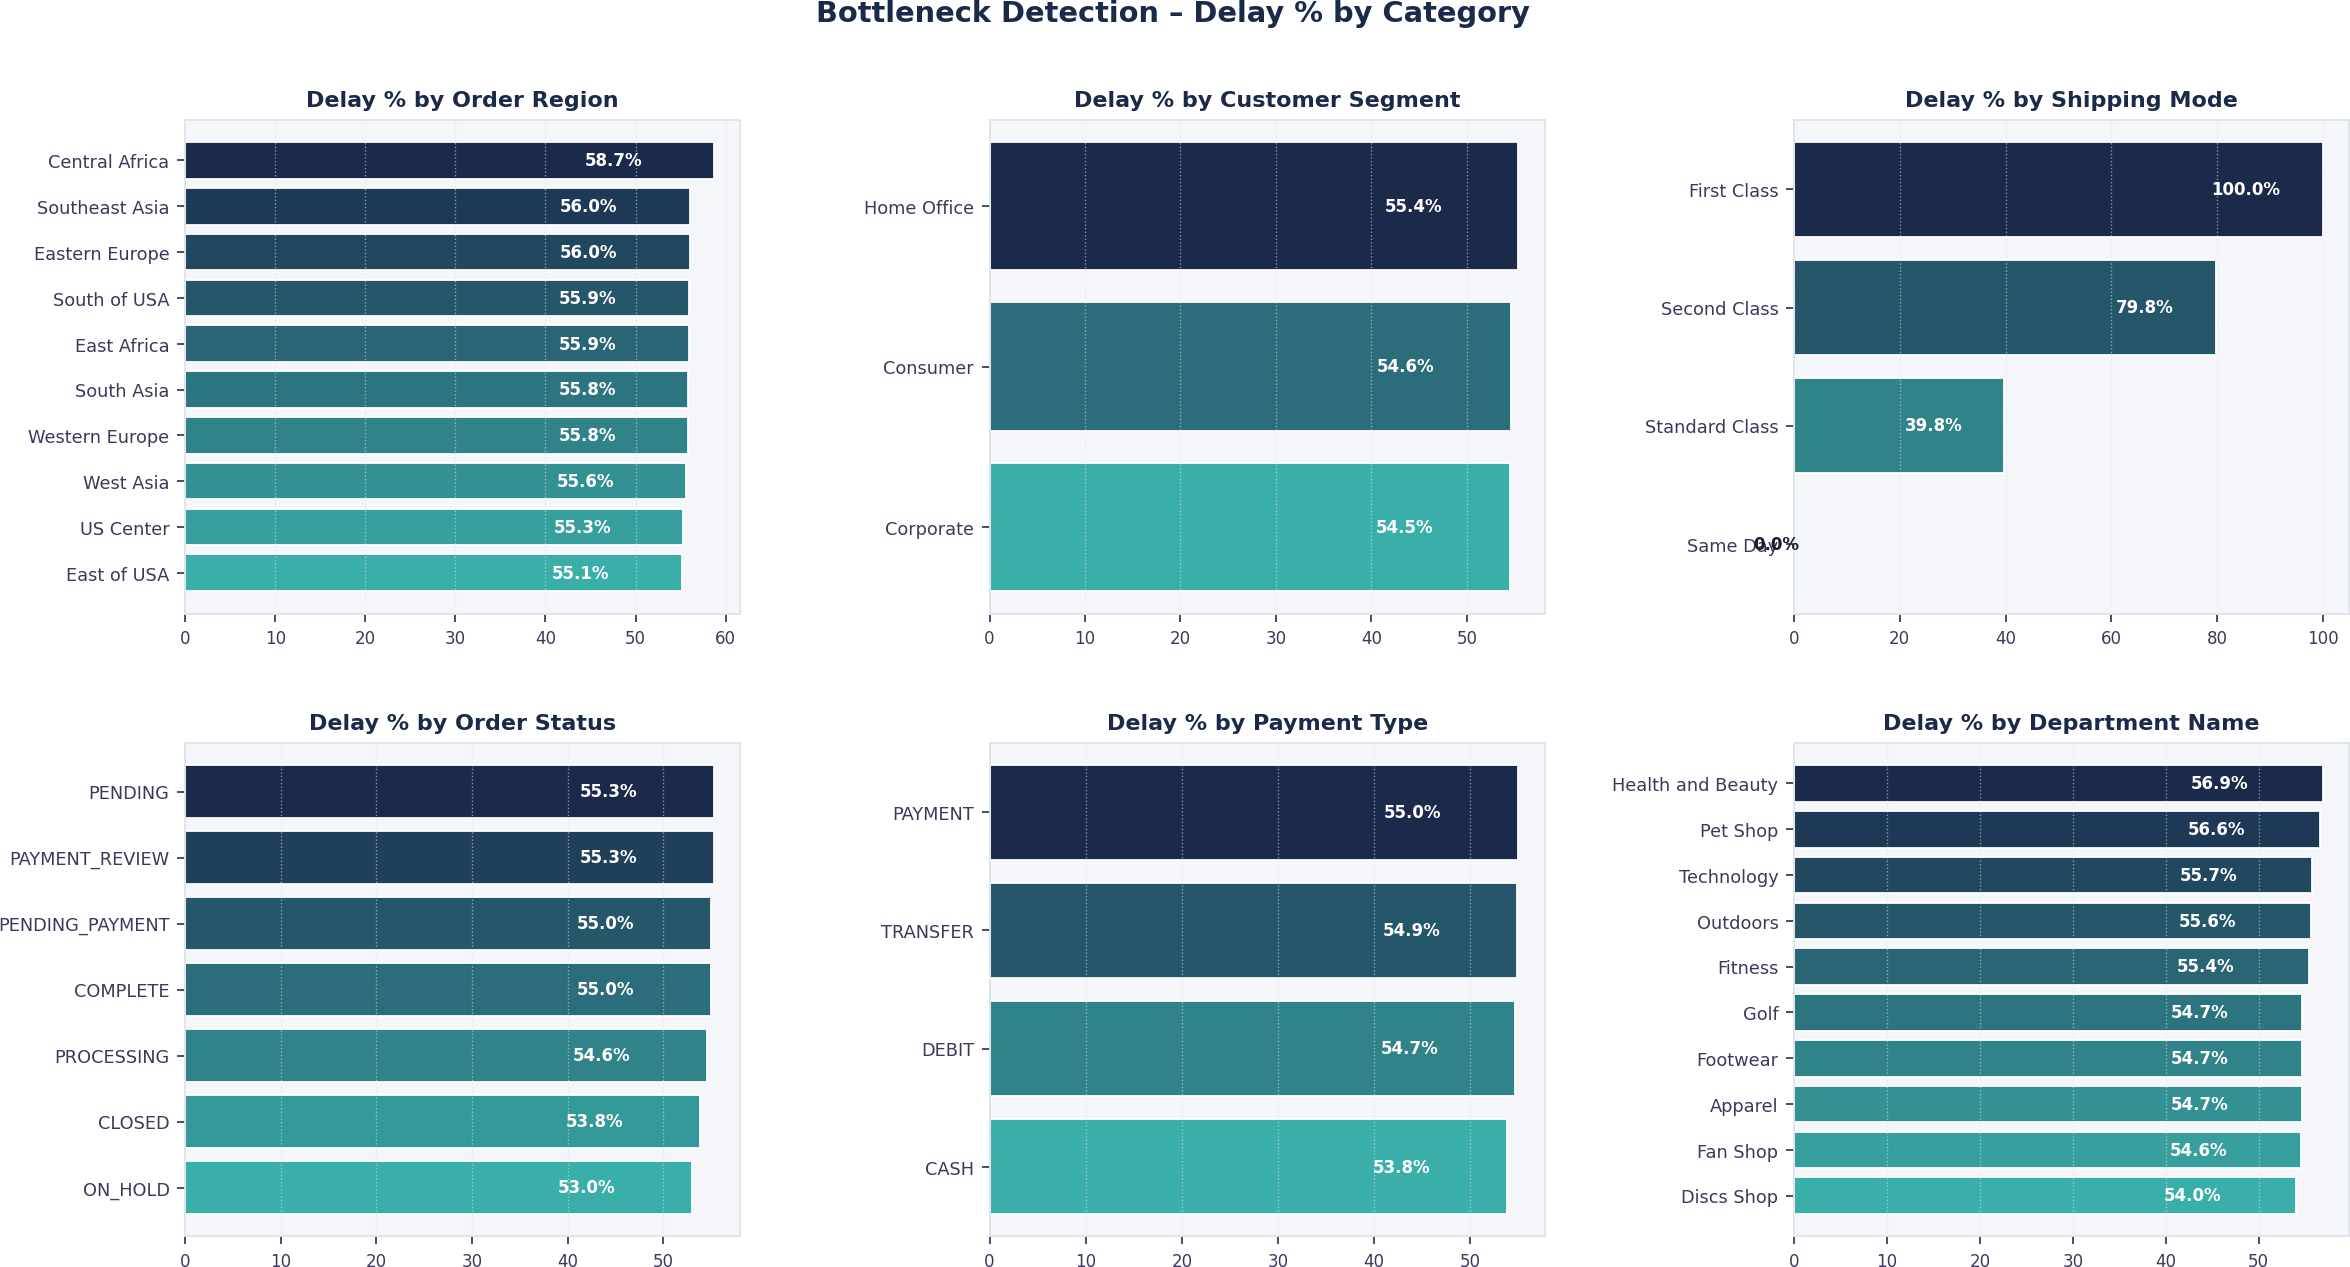 Bottleneck Detection – Delay % by Category
Delay % by Order Region
Central Africa 58.7%
Southeast Asia 56.0%
Eastern Europe 56.0%
South of USA 55.9%
East Africa 55.9%
South Asia 55.8%
Western Europe 55.8%
West Asia 55.6%
US Center 55.3%
East of USA 55.1%
0 10 20 30 40 50 60
Delay % by Customer Segment
Home Office 55.4%
Consumer 54.6%
Corporate 54.5%
0 10 20 30 40 50
Delay % by Shipping Mode
First Class 100.0%
Second Class 79.8%
Standard Class 39.8%
Same Day 0.0%
0 20 40 60 80 100
Delay % by Order Status
PENDING 55.3%
PAYMENT_REVIEW 55.3%
PENDING_PAYMENT 55.0%
COMPLETE 55.0%
PROCESSING 54.6%
CLOSED 53.8%
ON_HOLD 53.0%
0 10 20 30 40 50
Delay % by Payment Type
PAYMENT 55.0%
TRANSFER 54.9%
DEBIT 54.7%
CASH 53.8%
0 10 20 30 40 50
Delay % by Department Name
Health and Beauty 56.9%
Pet Shop 56.6%
Technology 55.7%
Outdoors 55.6%
Fitness 55.4%
Golf 54.7%
Footwear 54.7%
Apparel 54.7%
Fan Shop 54.6%
Discs Shop 54.0%
0 10 20 30 40 50